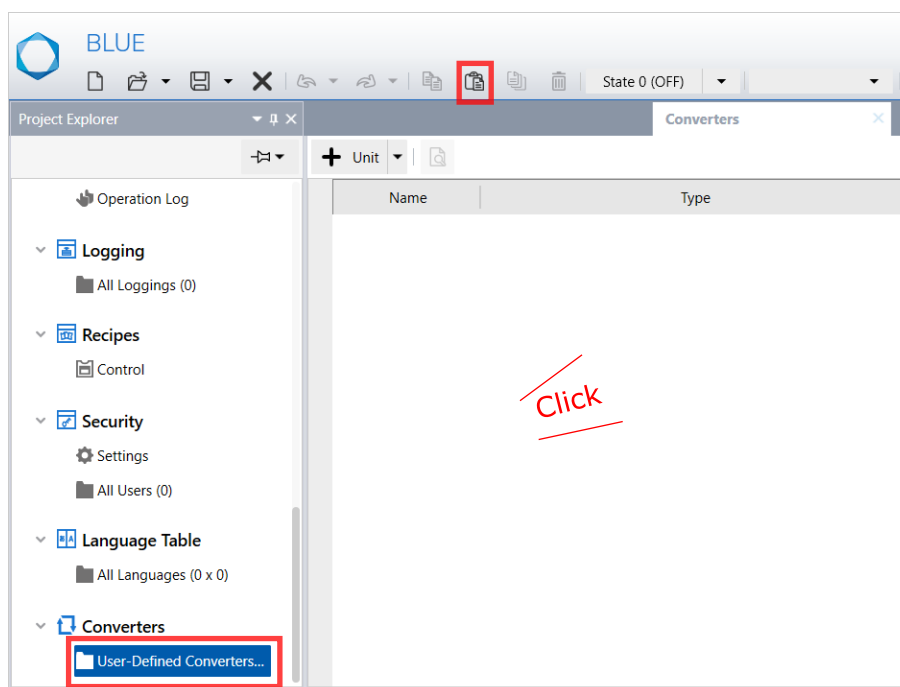 BLUE
State 0 (OFF)
Project Explorer
Converters
Unit
Name
Type
Operation Log
Logging
All Loggings (0)
Recipes
Control
Click
Security
Settings
All Users (0)
Language Table
All Languages (0 x 0)
Converters
User-Defined Converters...